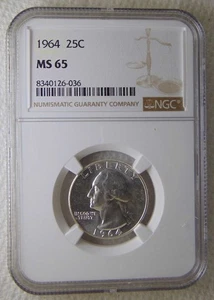 1964 25C
MS 65
8340126-036
NUMISMATIC GUARANTY COMPANY
NGC
LIBERTY
IN GOD WE
TRUST
1964